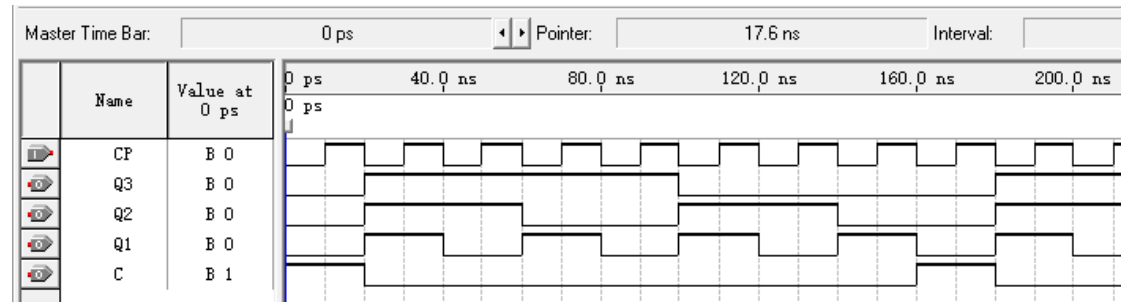 Master Time Bar: 0 ps Pointer: 17.6 ns Interval:
Name Value at 0 ps
0 ps 40.0 ns 80.0 ns 120.0 ns 160.0 ns 200.0 ns
0 ps
CP B 0
Q3 B 0
Q2 B 0
Q1 B 0
C B 1